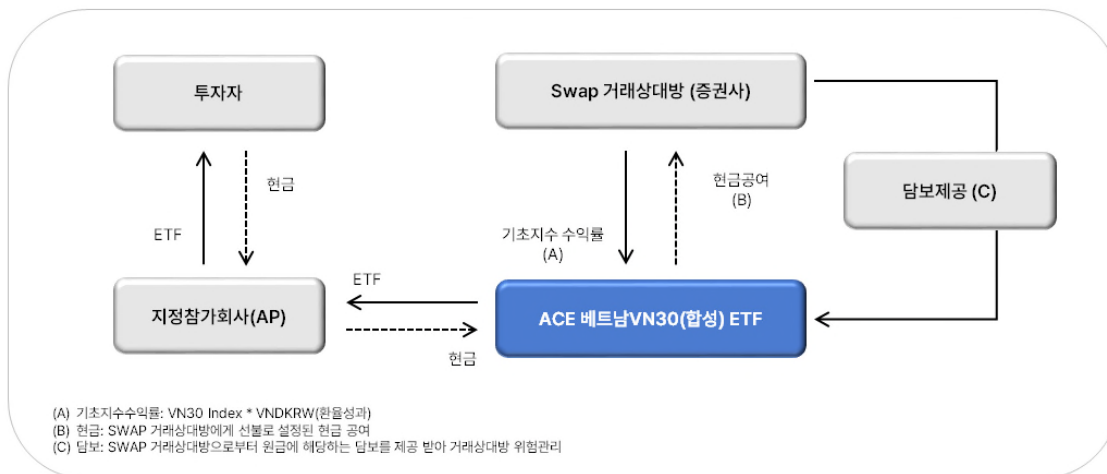 투자자
Swap 거래상대방 (증권사)
현금
현금공여
(B)
담보제공 (C)
ETF
기초지수 수익률
(A)
ETF
지정참가회사(AP)
ACE 베트남VN30(합성) ETF
현금
(A) 기초지수수익률: VN30 Index * VNDKRW(환율성과)
(B) 현금: SWAP 거래상대방에게 선불로 설정된 현금 공여
(C) 담보: SWAP 거래상대방으로부터 원금에 해당하는 담보를 제공 받아 거래상대방 위험관리